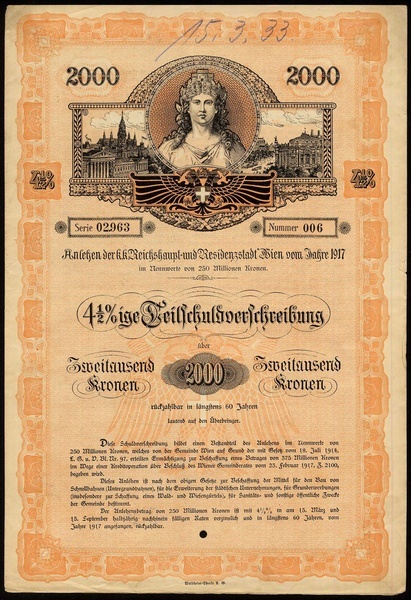 15. 3. 33
2000 2000
4½% 4½%
Serie 02963 Nummer 006
Anlehen der k.k. Reichshaupt-und Residenzstadt Wien vom Jahre 1917
im Nennwerte von 250 Millionen Kronen.
4½%ige Teilschuldverschreibung
über
Zweitausend 2000 Zweitausend
Kronen Kronen
rückzahlbar in längstens 60 Jahren
lautend auf den Überbringer.
Diese Schuldverschreibung bildet einen Bestandteil des Anlehens im Nennwerte von
250 Millionen Kronen, welches von der Gemeinde Wien auf Grund der mit Gesetz vom 18. Juli 1914,
L. G. u. V. Bl. Nr. 97, erteilten Ermächtigung zur Beschaffung eines Betrages von 375 Millionen Kronen
im Wege einer Kreditoperation über Beschluß des Wiener Gemeinderates vom 23. Februar 1917, Z. 2100,
begeben wird.
Dieses Anlehen ist nach dem obigen Gesetze zur Beschaffung der Mittel für den Bau von
Schnellbahnen (Untergrundbahnen), für die Erweiterung der städtischen Unternehmungen, für Grunderwerbungen
(insbesondere zur Schaffung eines Wald- und Wiesengürtels), für Sanitäts- und sonstige öffentliche Zwecke
der Gemeinde bestimmt.
Der Anlehensbetrag von 250 Millionen Kronen ist mit 4½% in am 15. März und
15. September halbjährig nachhinein fälligen Raten verzinslich und in längstens 60 Jahren, vom
Jahre 1917 angefangen, rückzahlbar.